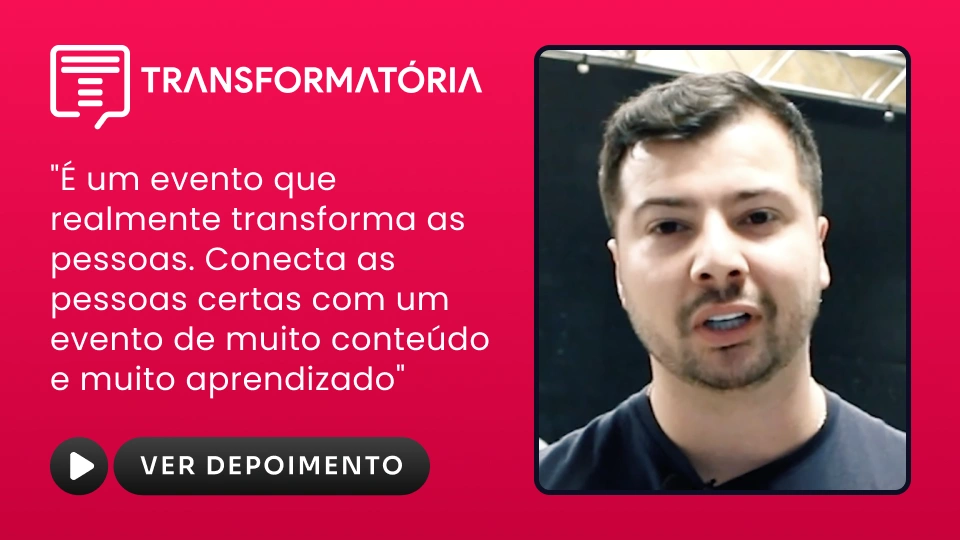 TRANSFORMATÓRIA
"É um evento que
realmente transforma as
pessoas. Conecta as
pessoas certas com um
evento de muito conteúdo
e muito aprendizado"
VER DEPOIMENTO